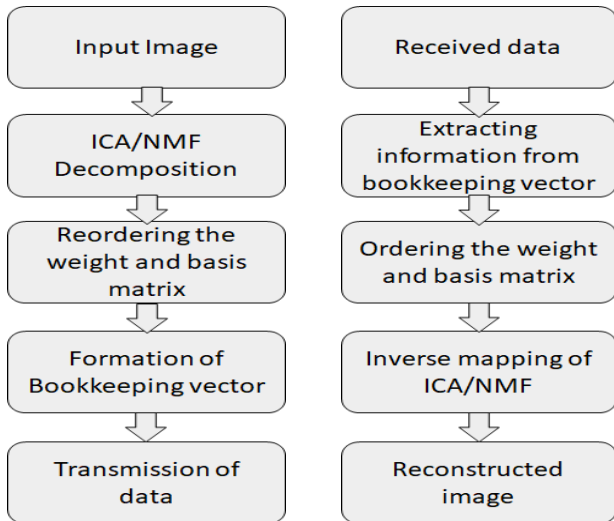 Input Image
ICA/NMF
Decomposition
Reordering the
weight and basis
matrix
Formation of
Bookkeeping vector
Transmission of
data
Received data
Extracting
information from
bookkeeping vector
Ordering the weight
and basis matrix
Inverse mapping of
ICA/NMF
Reconstructed
image